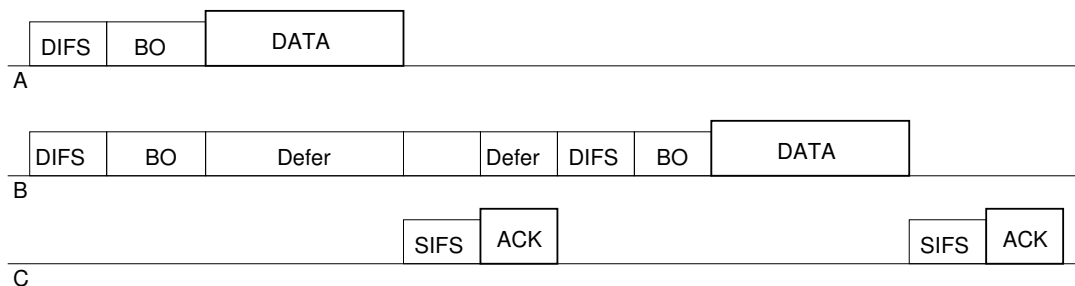 DIFS BO DATA
A
DIFS BO Defer Defer DIFS BO DATA
B
SIFS ACK SIFS ACK
C